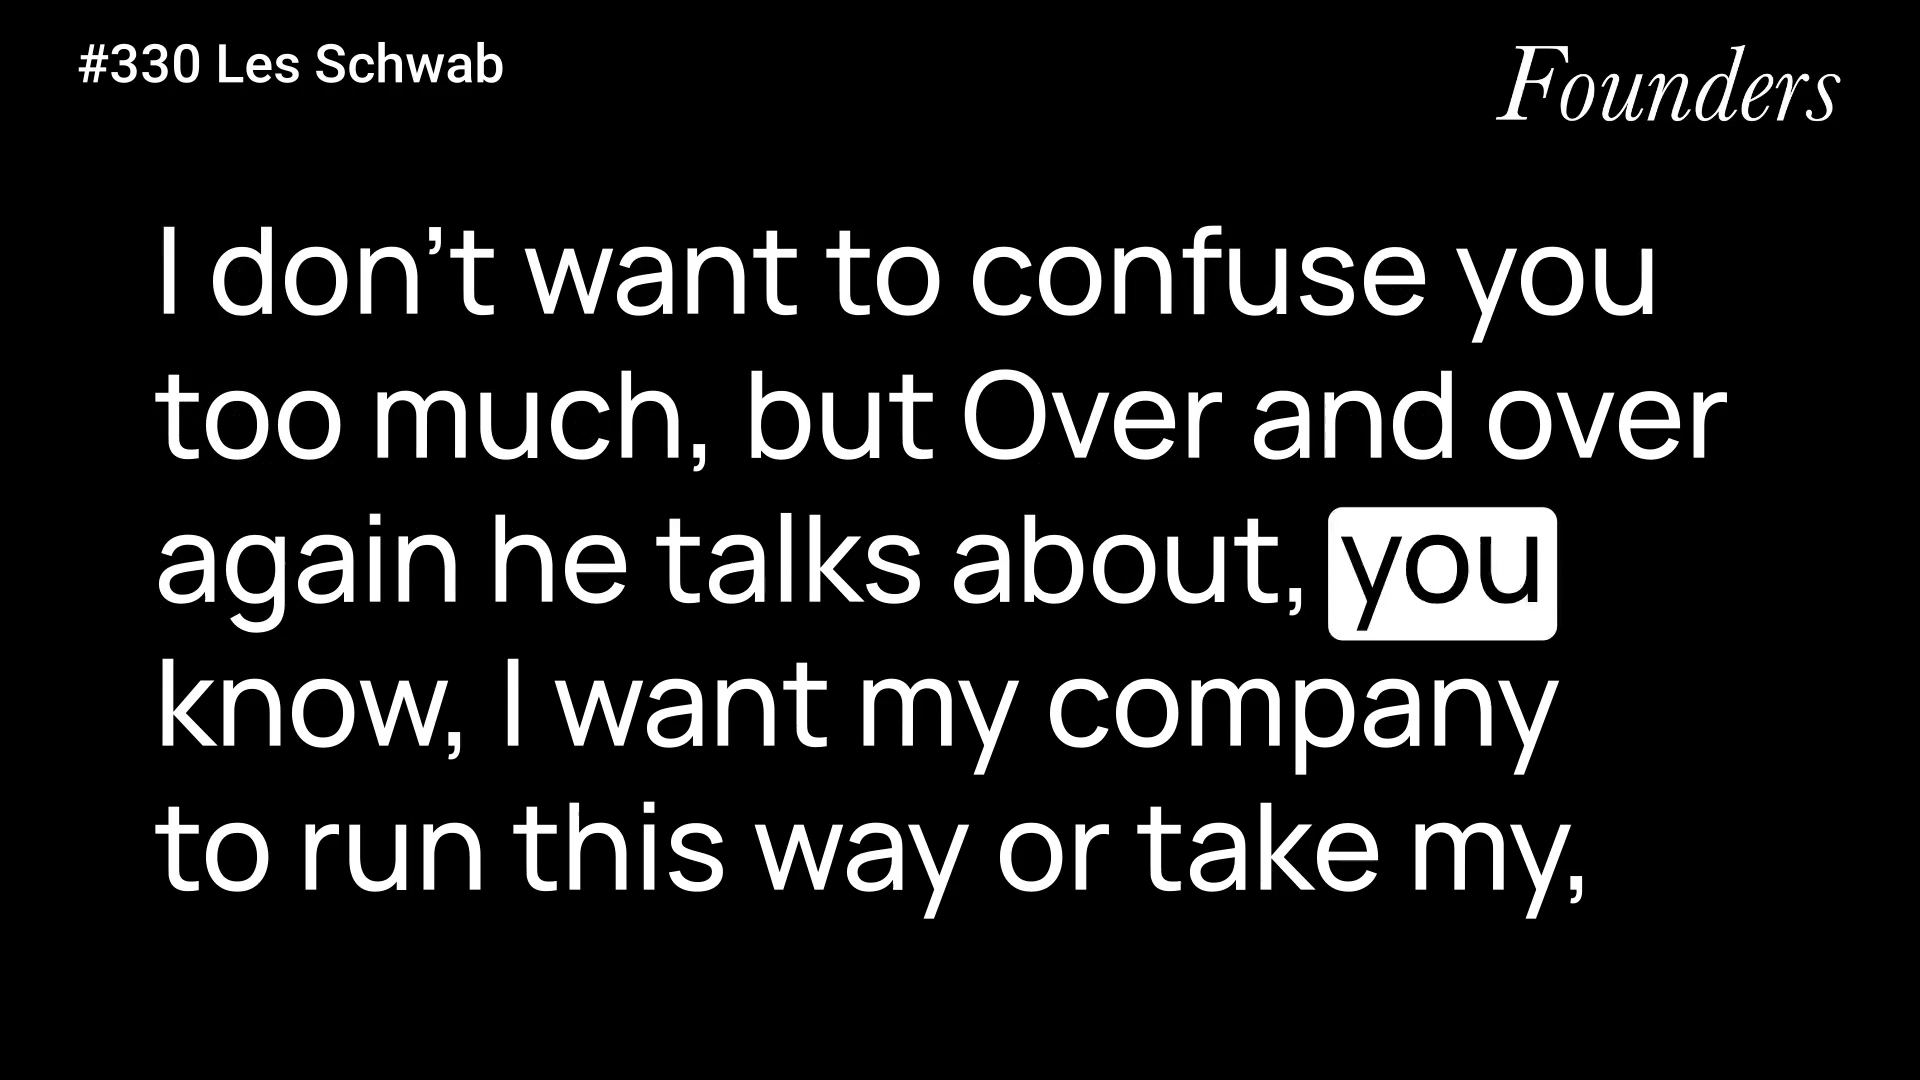 #330 Les Schwab
Founders
I don’t want to confuse you
too much, but Over and over
again he talks about, you
know, I want my company
to run this way or take my,